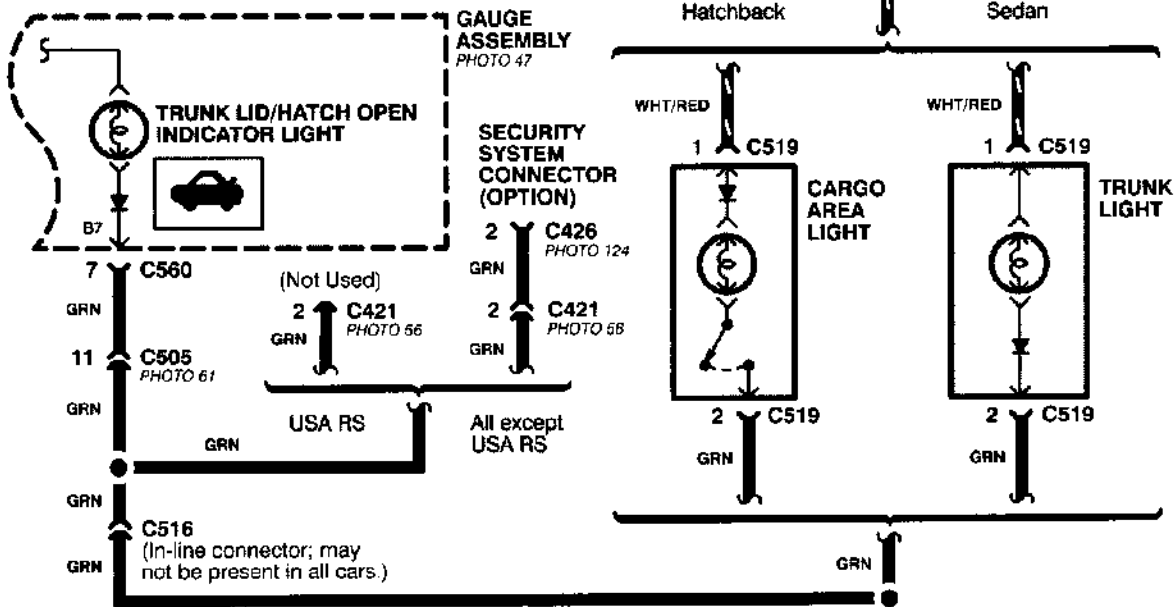 GAUGE
ASSEMBLY
PHOTO 47
TRUNK LID/HATCH OPEN
INDICATOR LIGHT
B7
7 C560
GRN
11 C505
PHOTO 61
GRN
GRN
GRN
C516
(In-line connector; may
not be present in all cars.)
GRN
(Not Used)
2 C421
PHOTO 56
GRN
USA RS
SECURITY
SYSTEM
CONNECTOR
(OPTION)
2 C426
PHOTO 124
GRN
2 C421
PHOTO 56
GRN
All except
USA RS
Hatchback
Sedan
WHT/RED
1 C519
CARGO
AREA
LIGHT
2 C519
GRN
WHT/RED
1 C519
TRUNK
LIGHT
2 C519
GRN
GRN